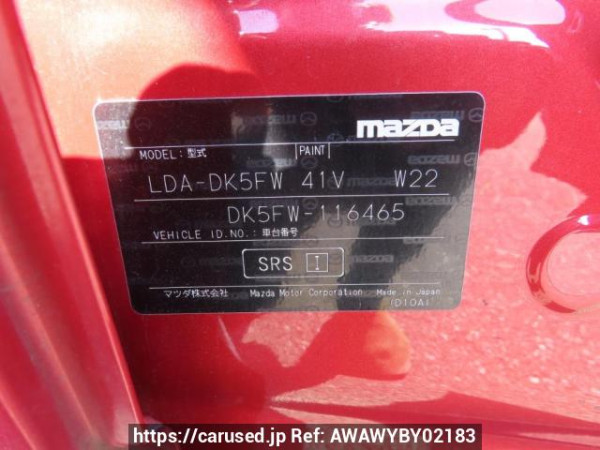 mazda
MODEL: 型式 PAINT
LDA-DK5FW 41V W22
DK5FW-116465
VEHICLE ID.NO.: 車台番号
SRS I
マツダ株式会社 Mazda Motor Corporation Made in Japan
(D10A)
https://carused.jp Ref: AWAWYBY02183